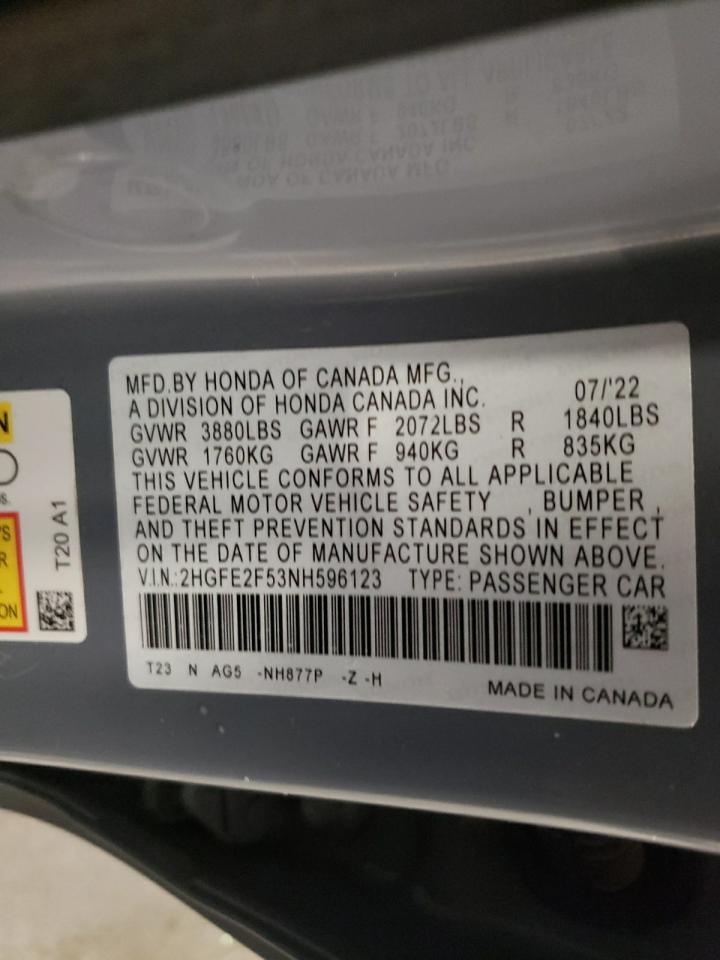 MFD.BY HONDA OF CANADA MFG.,
A DIVISION OF HONDA CANADA INC. 07/'22
GVWR 3880LBS GAWR F 2072LBS R 1840LBS
GVWR 1760KG GAWR F 940KG R 835KG
THIS VEHICLE CONFORMS TO ALL APPLICABLE
FEDERAL MOTOR VEHICLE SAFETY , BUMPER ,
AND THEFT PREVENTION STANDARDS IN EFFECT
ON THE DATE OF MANUFACTURE SHOWN ABOVE.
V.I.N.:2HGFE2F53NH596123 TYPE: PASSENGER CAR
T23 N AG5 -NH877P -Z -H
MADE IN CANADA
T20 A1